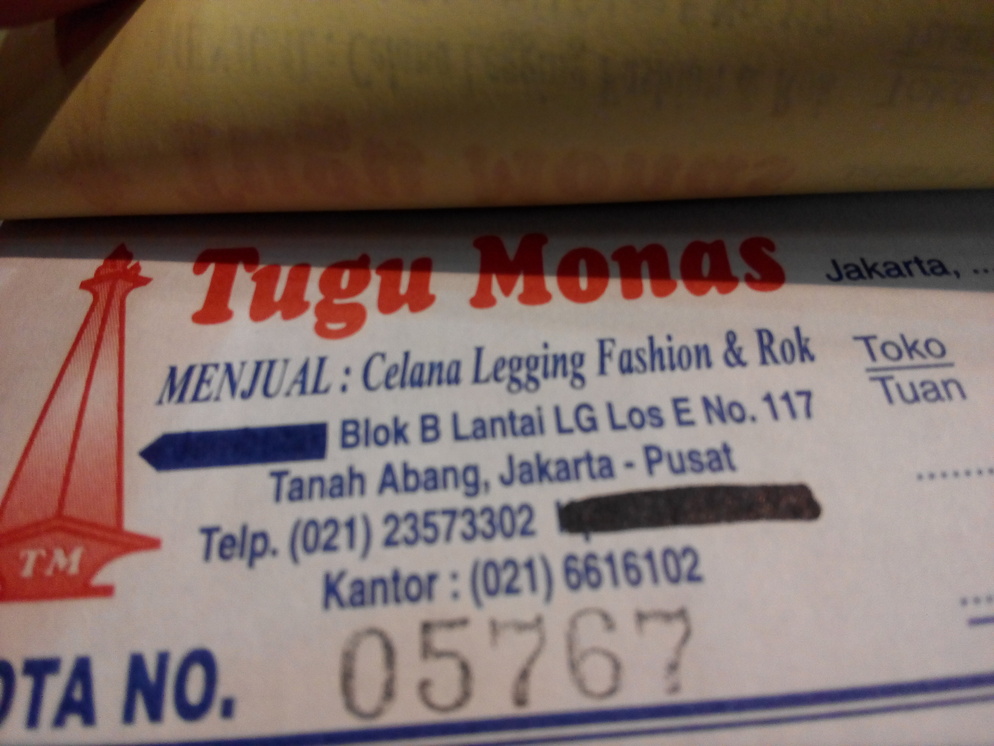 Tugu Monas
Jakarta, ...
MENJUAL : Celana Legging Fashion & Rok
Toko
Tuan
Blok B Lantai LG Los E No. 117
Tanah Abang, Jakarta - Pusat
Telp. (021) 23573302
Kantor : (021) 6616102
TM
OTA NO. 05767